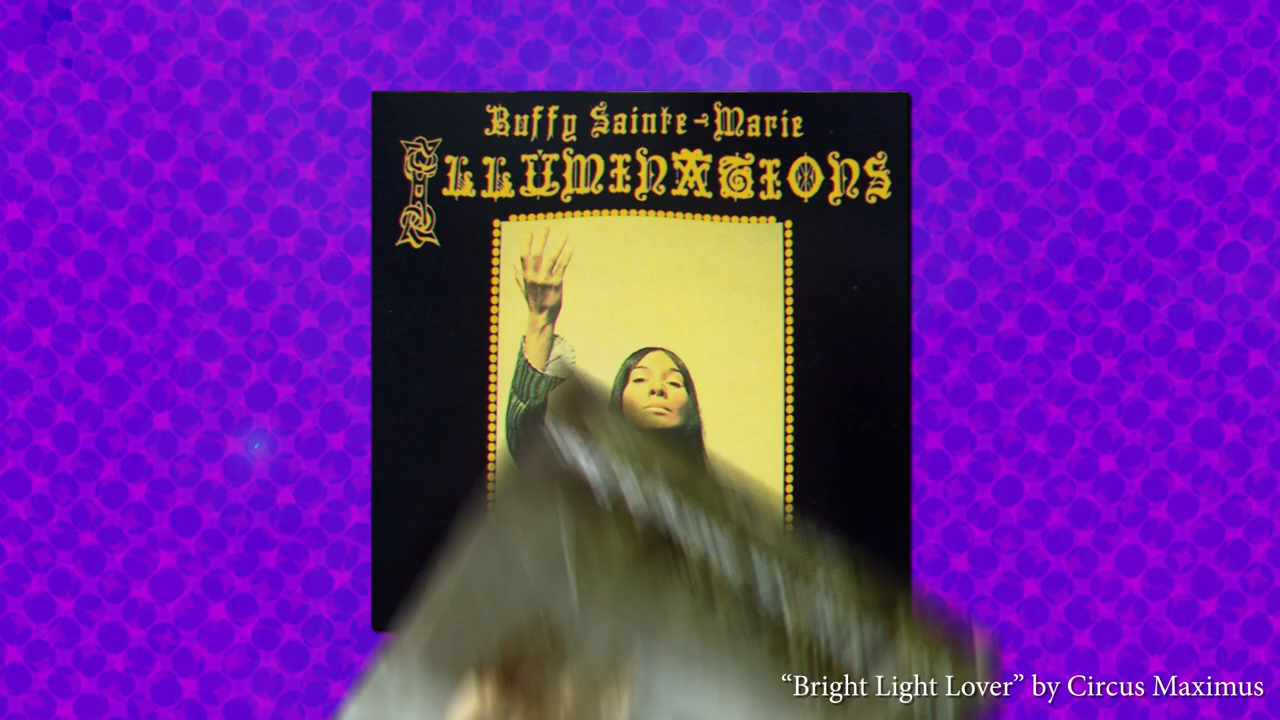 Buffy Sainte-Marie
ILLUMINATIONS
“Bright Light Lover” by Circus Maximus